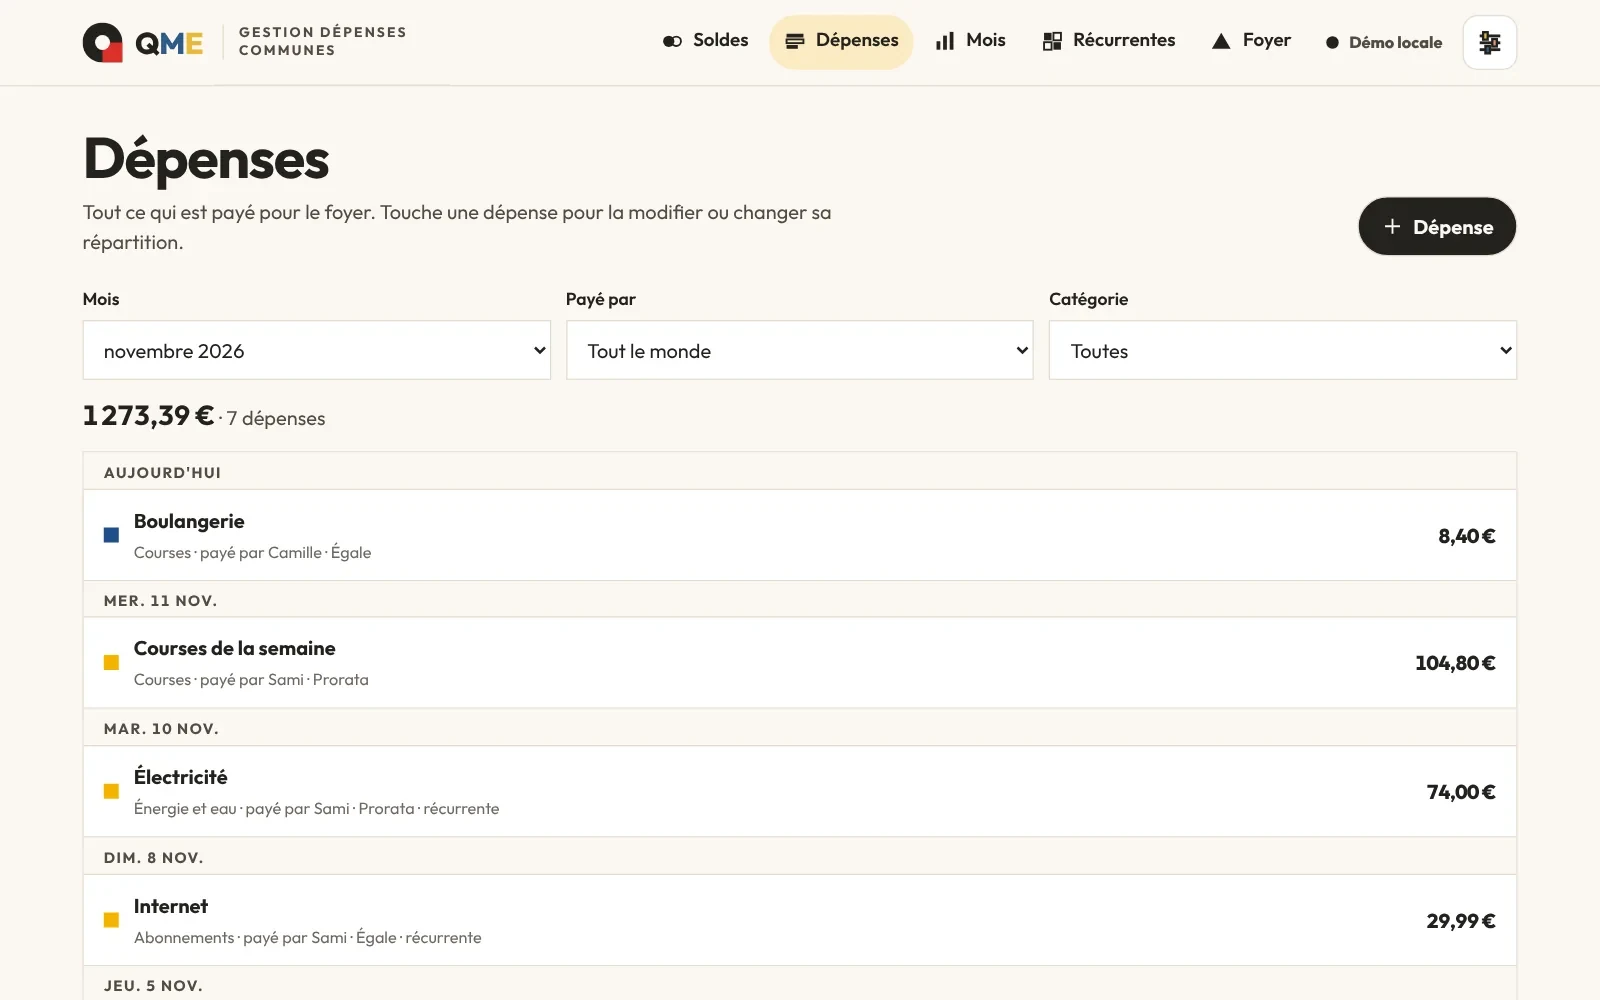 QME
GESTION DÉPENSES
COMMUNES
Soldes
Dépenses
Mois
Récurrentes
Foyer
Démo locale
Dépenses
Tout ce qui est payé pour le foyer. Touche une dépense pour la modifier ou changer sa
répartition.
+ Dépense
Mois
Payé par
Catégorie
novembre 2026
Tout le monde
Toutes
1 273,39 € · 7 dépenses
AUJOURD'HUI
Boulangerie
Courses · payé par Camille · Égale
8,40 €
MER. 11 NOV.
Courses de la semaine
Courses · payé par Sami · Prorata
104,80 €
MAR. 10 NOV.
Électricité
Énergie et eau · payé par Sami · Prorata · récurrente
74,00 €
DIM. 8 NOV.
Internet
Abonnements · payé par Sami · Égale · récurrente
29,99 €
JEU. 5 NOV.